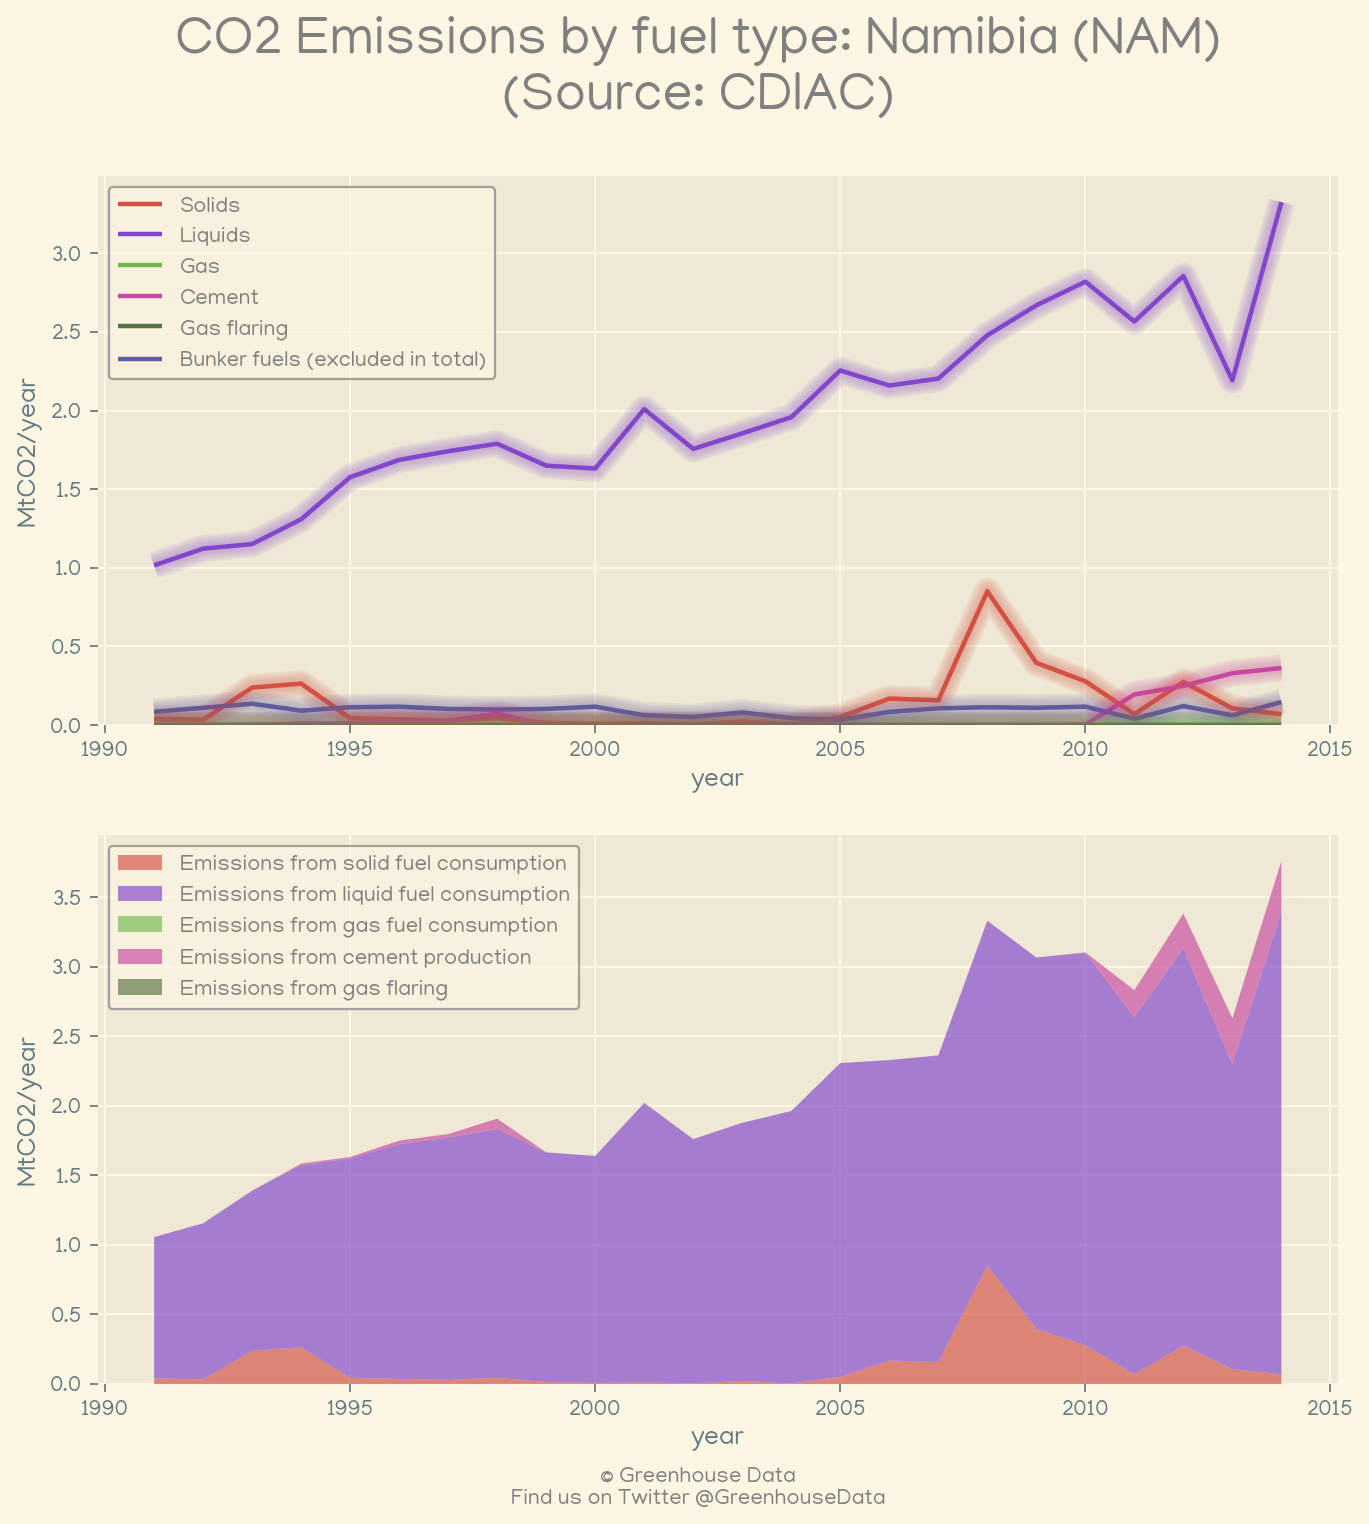 CO2 Emissions by fuel type: Namibia (NAM)
(Source: CDIAC)
Solids
Liquids
Gas
Cement
Gas flaring
Bunker fuels (excluded in total)
MtCO2/year
3.0
2.5
2.0
1.5
1.0
0.5
0.0
1990 1995 2000 2005 2010 2015
year
Emissions from solid fuel consumption
Emissions from liquid fuel consumption
Emissions from gas fuel consumption
Emissions from cement production
Emissions from gas flaring
MtCO2/year
3.5
3.0
2.5
2.0
1.5
1.0
0.5
0.0
1990 1995 2000 2005 2010 2015
year
© Greenhouse Data
Find us on Twitter @GreenhouseData